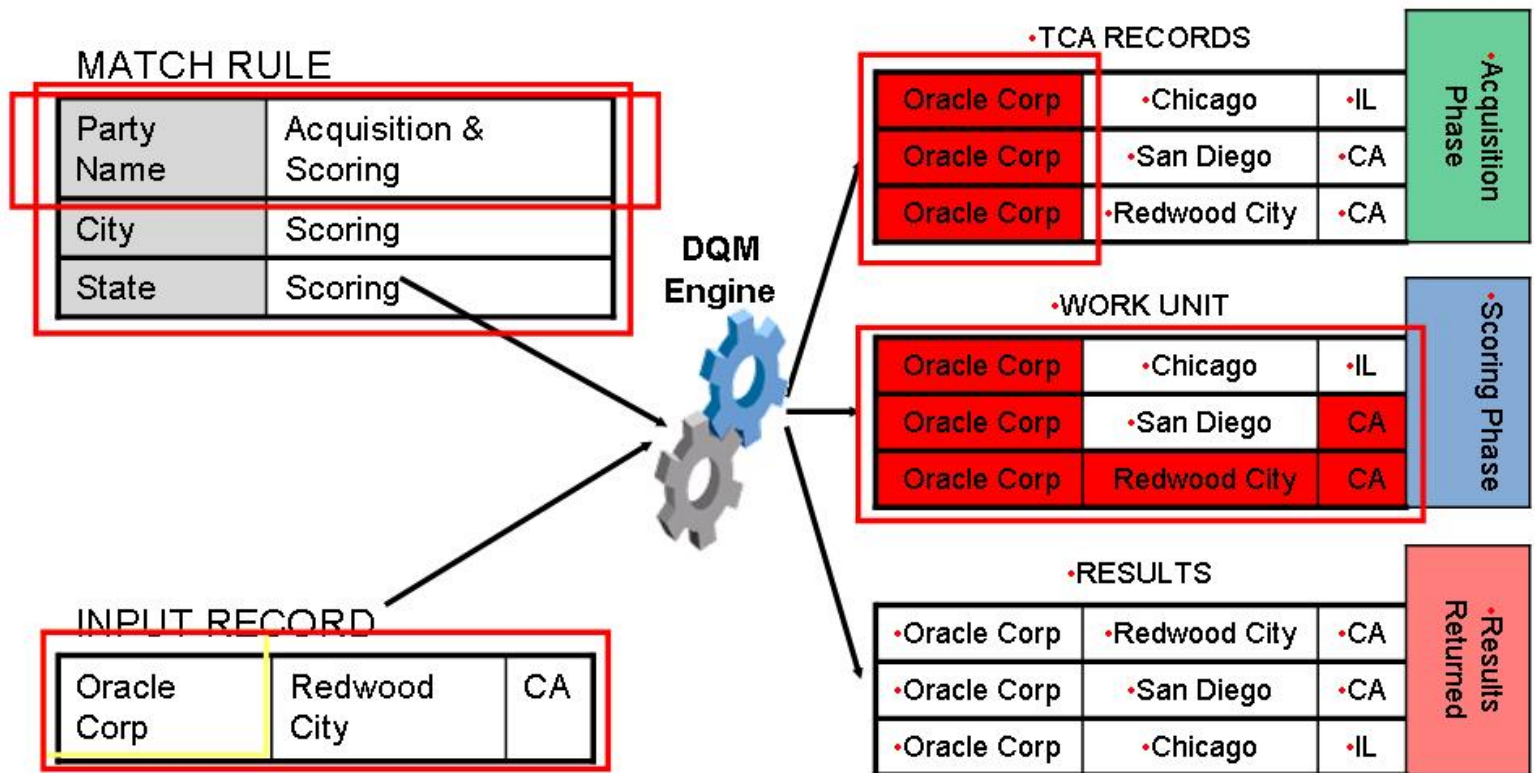 MATCH RULE
Party Name
Acquisition & Scoring
City
Scoring
State
Scoring
INPUT RECORD
Oracle Corp
Redwood City
CA
DQM Engine
•TCA RECORDS
Oracle Corp •Chicago •IL
Oracle Corp •San Diego •CA
Oracle Corp •Redwood City •CA
•Acquisition Phase
•WORK UNIT
Oracle Corp •Chicago •IL
Oracle Corp •San Diego CA
Oracle Corp Redwood City CA
•Scoring Phase
•RESULTS
•Oracle Corp •Redwood City •CA
•Oracle Corp •San Diego •CA
•Oracle Corp •Chicago •IL
•Results Returned